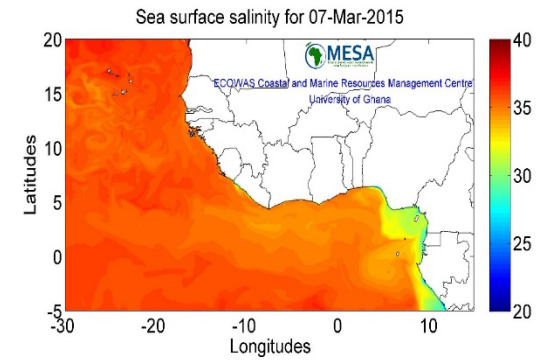 Sea surface salinity for 07-Mar-2015
MESA
ECOWAS Coastal and Marine Resources Management Centre
University of Ghana
Latitudes
20
15
10
5
0
-5
-30
-20
-10
0
10
Longitudes
40
35
30
25
20